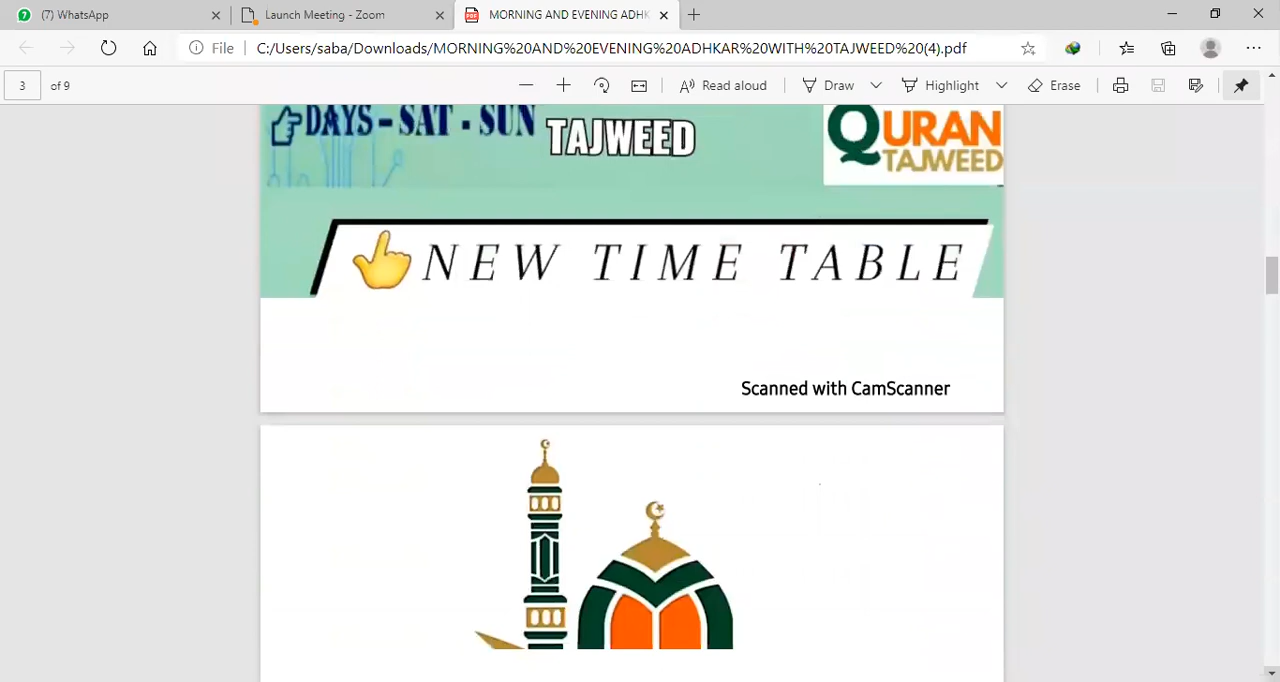 (7) WhatsApp
Launch Meeting - Zoom
MORNING AND EVENING ADHK
File
C:/Users/saba/Downloads/MORNING%20AND%20EVENING%20ADHKAR%20WITH%20TAJWEED%20(4).pdf
3 of 9
Read aloud
Draw
Highlight
Erase
DAYS - SAT - SUN
TAJWEED
QURAN
TAJWEED
NEW TIME TABLE
Scanned with CamScanner